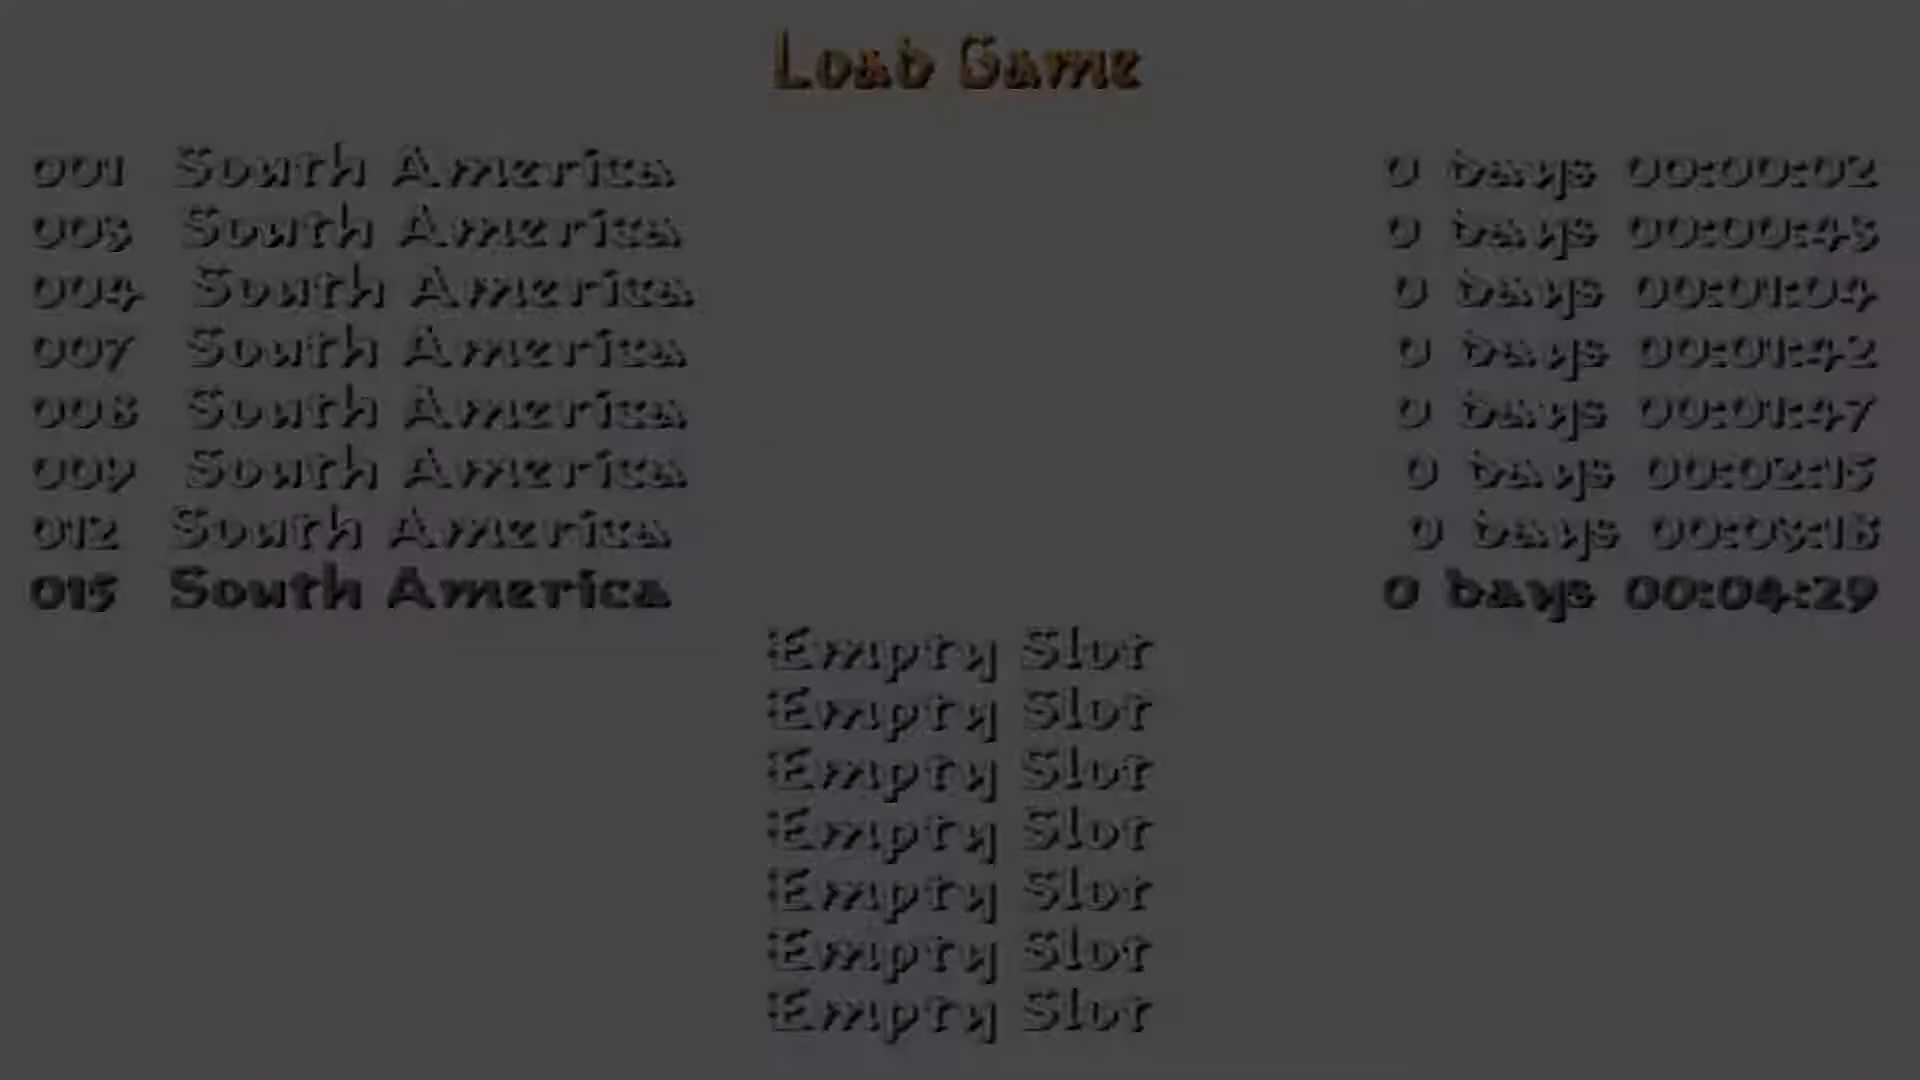 Load Game
001 South America 0 days 00:00:02
003 South America 0 days 00:00:43
004 South America 0 days 00:01:04
007 South America 0 days 00:01:42
008 South America 0 days 00:01:47
009 South America 0 days 00:02:15
012 South America 0 days 00:03:18
015 South America 0 days 00:04:29
Empty Slot
Empty Slot
Empty Slot
Empty Slot
Empty Slot
Empty Slot
Empty Slot